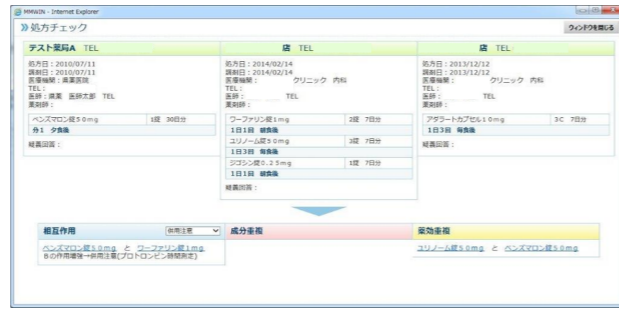 MMWIN - Internet Explorer
処方チェック
ウィンドウを閉じる
テスト薬局A TEL
処方日：2010/07/11
調剤日：2010/07/11
医療機関：県薬医院
TEL：
医師：県薬 医師太郎 TEL
薬剤師：
ベンズマロン錠50mg 1錠 30日分
分1 夕食後
疑義回答：
店 TEL
処方日：2014/02/14
調剤日：2014/02/14
医療機関： クリニック 内科
TEL：
医師： TEL
薬剤師：
ワーファリン錠1mg 2錠 7日分
1日1回 朝食後
ユリノーム錠50mg 3錠 7日分
1日3回 毎食後
ジゴシン錠0.25mg 1錠 7日分
1日1回 朝食後
疑義回答：
店 TEL
処方日：2013/12/12
調剤日：2013/12/12
医療機関： クリニック 内科
TEL：
医師： TEL
薬剤師：
アダラートカプセル10mg 3C 7日分
1日3回 毎食後
疑義回答：
相互作用 併用注意
ベンズマロン錠50mg と ワーファリン錠1mg
Bの作用増強→併用注意(プロトロンビン時間測定)
成分重複
薬効重複
ユリノーム錠50mg と ベンズマロン錠50mg